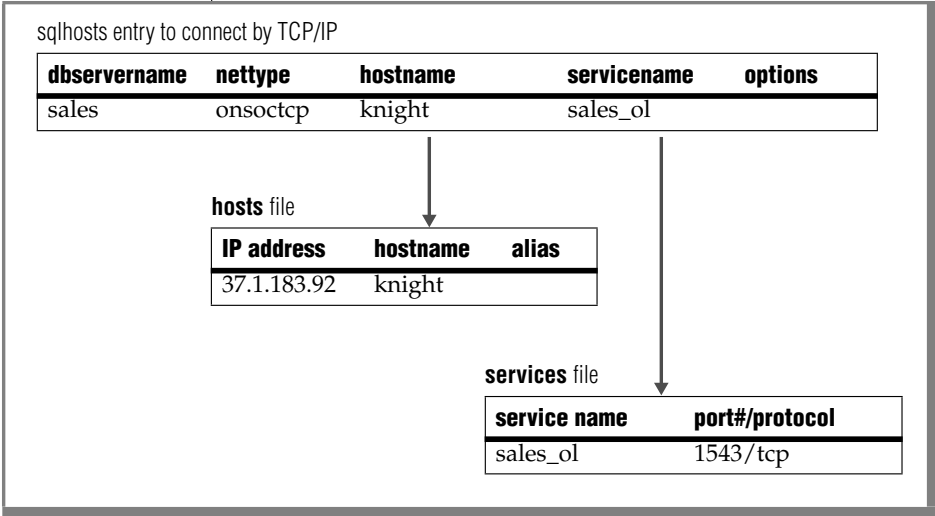 sqlhosts entry to connect by TCP/IP
dbservername nettype hostname servicename options
sales onsoctcp knight sales_ol
hosts file
IP address hostname alias
37.1.183.92 knight
services file
service name port#/protocol
sales_ol 1543/tcp